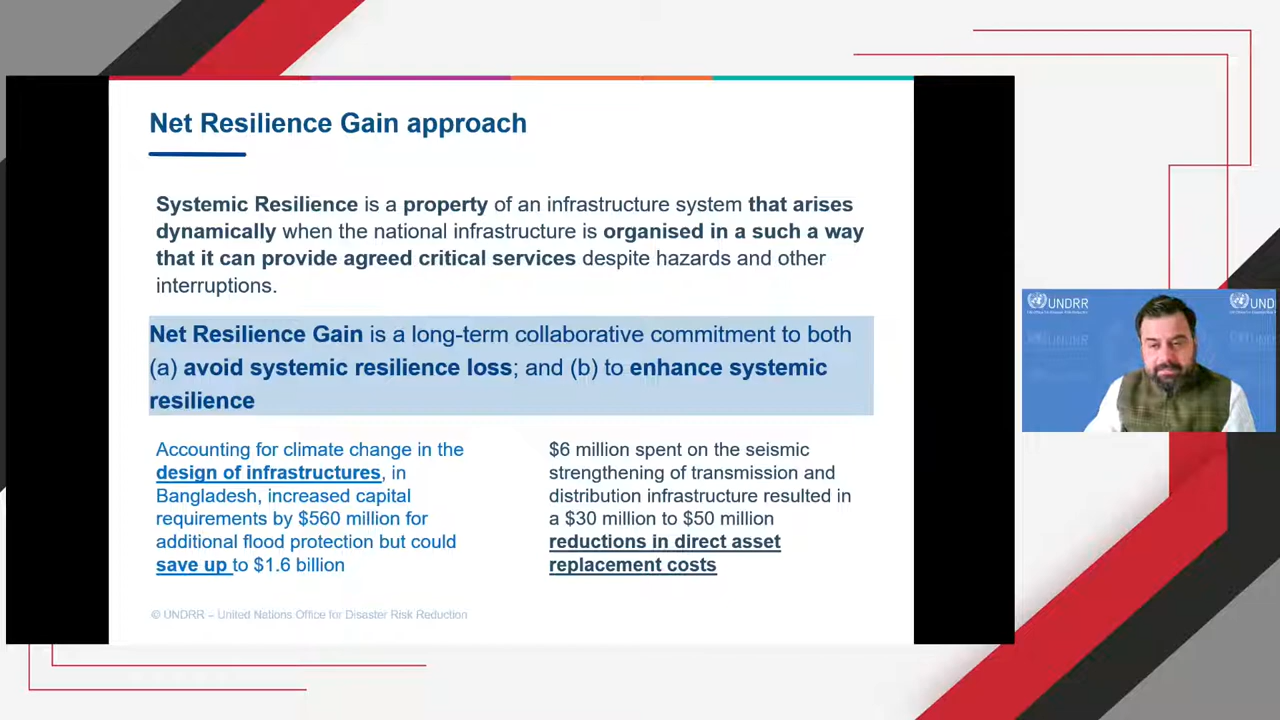 Net Resilience Gain approach
Systemic Resilience is a property of an infrastructure system that arises
dynamically when the national infrastructure is organised in a such a way
that it can provide agreed critical services despite hazards and other
interruptions.
Net Resilience Gain is a long-term collaborative commitment to both
(a) avoid systemic resilience loss; and (b) to enhance systemic
resilience
Accounting for climate change in the
design of infrastructures, in
Bangladesh, increased capital
requirements by $560 million for
additional flood protection but could
save up to $1.6 billion
$6 million spent on the seismic
strengthening of transmission and
distribution infrastructure resulted in
a $30 million to $50 million
reductions in direct asset
replacement costs
© UNDRR – United Nations Office for Disaster Risk Reduction
UNDRR
UND